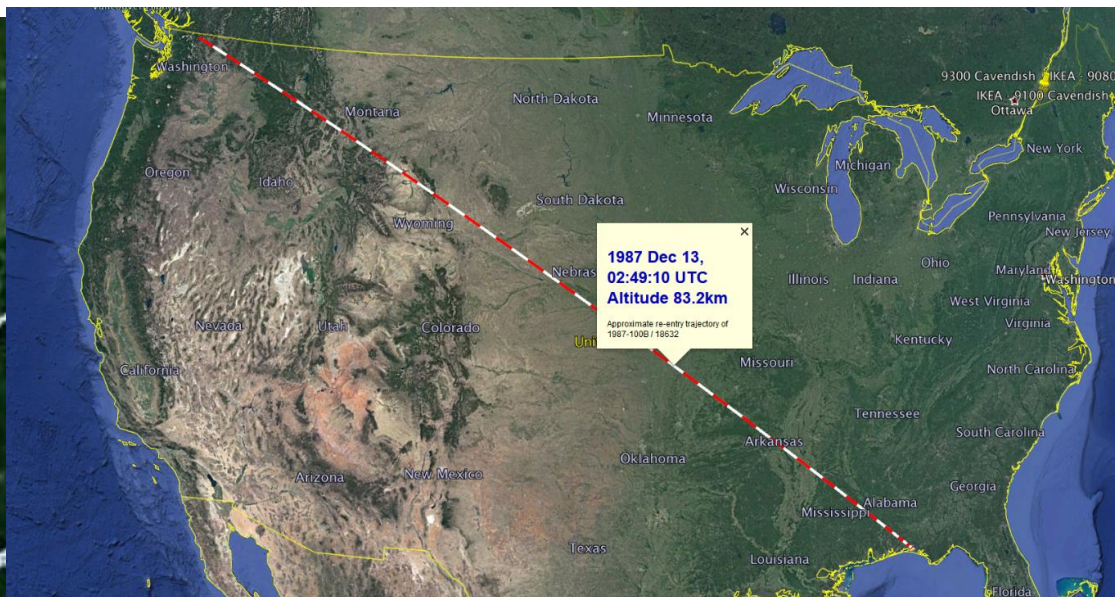 Washington
Montana
North Dakota
Minnesota
9300 Cavendish
IKEA - 9080
IKEA
9100 Cavendish
Ottawa
Oregon
Idaho
South Dakota
Wisconsin
Michigan
New York
Wyoming
Pennsylvania
New Jersey
1987 Dec 13,
02:49:10 UTC
Altitude 83.2km
Approximate re-entry trajectory of
1987-100B / 18632
Illinois
Indiana
Ohio
Maryland
Washington
West Virginia
Virginia
Nevada
Utah
Colorado
Kentucky
California
Missouri
North Carolina
Tennessee
Arkansas
South Carolina
Oklahoma
Arizona
New Mexico
Georgia
Alabama
Mississippi
Texas
Louisiana
Florida